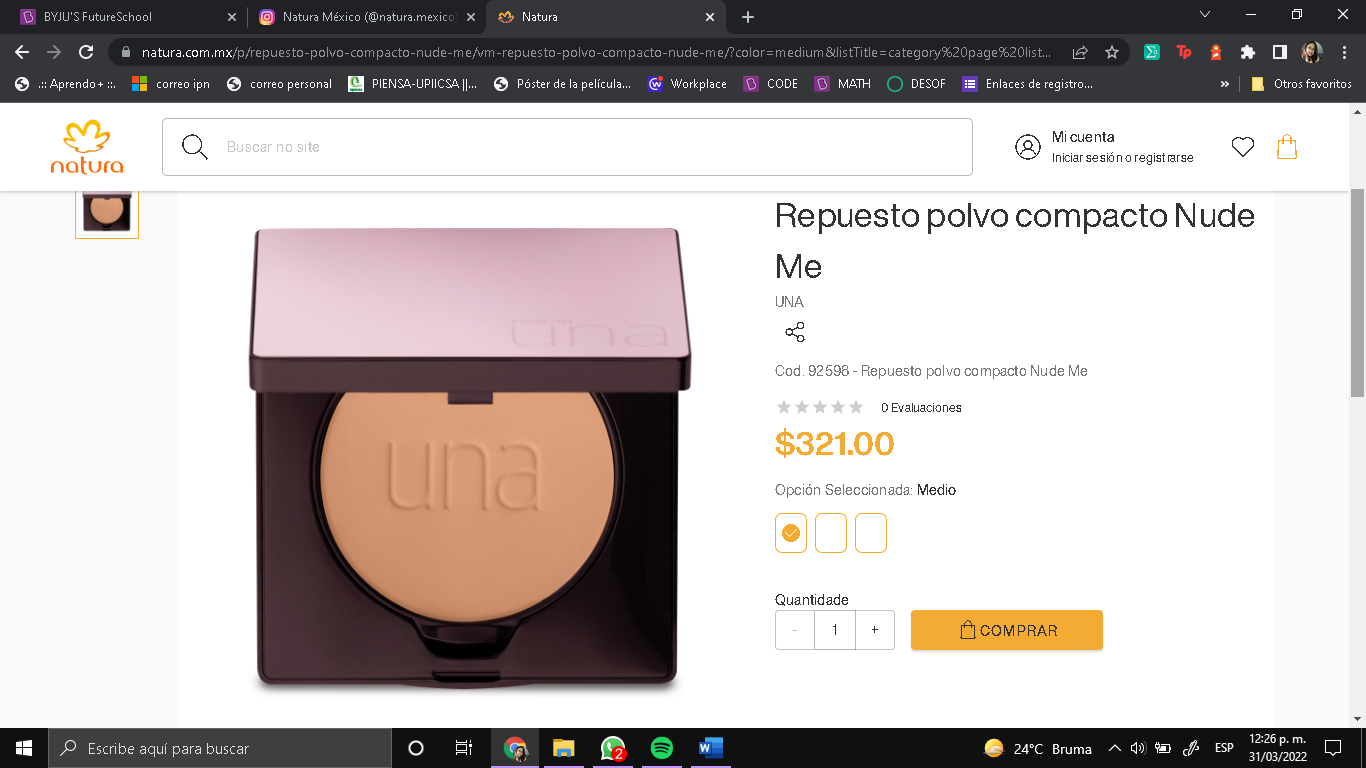 BYJU'S FutureSchool
Natura México (@natura.mexico)
Natura
natura.com.mx/p/repuesto-polvo-compacto-nude-me/vm-repuesto-polvo-compacto-nude-me/?color=medium&listTitle=category%20page%20list...
.:: Aprendo+ ::.
correo ipn
correo personal
PIENSA-UPIICSA ||...
Póster de la película...
Workplace
CODE
MATH
DESOF
Enlaces de registro...
»
Otros favoritos
natura
Buscar no site
Mi cuenta
Iniciar sesión o registrarse
Repuesto polvo compacto Nude
Me
UNA
Cod. 92598 - Repuesto polvo compacto Nude Me
0 Evaluaciones
$321.00
Opción Seleccionada: Medio
Quantidade
- 1 +
COMPRAR
una
una
Escribe aquí para buscar
2
24°C Bruma
ESP
12:26 p. m.
31/03/2022